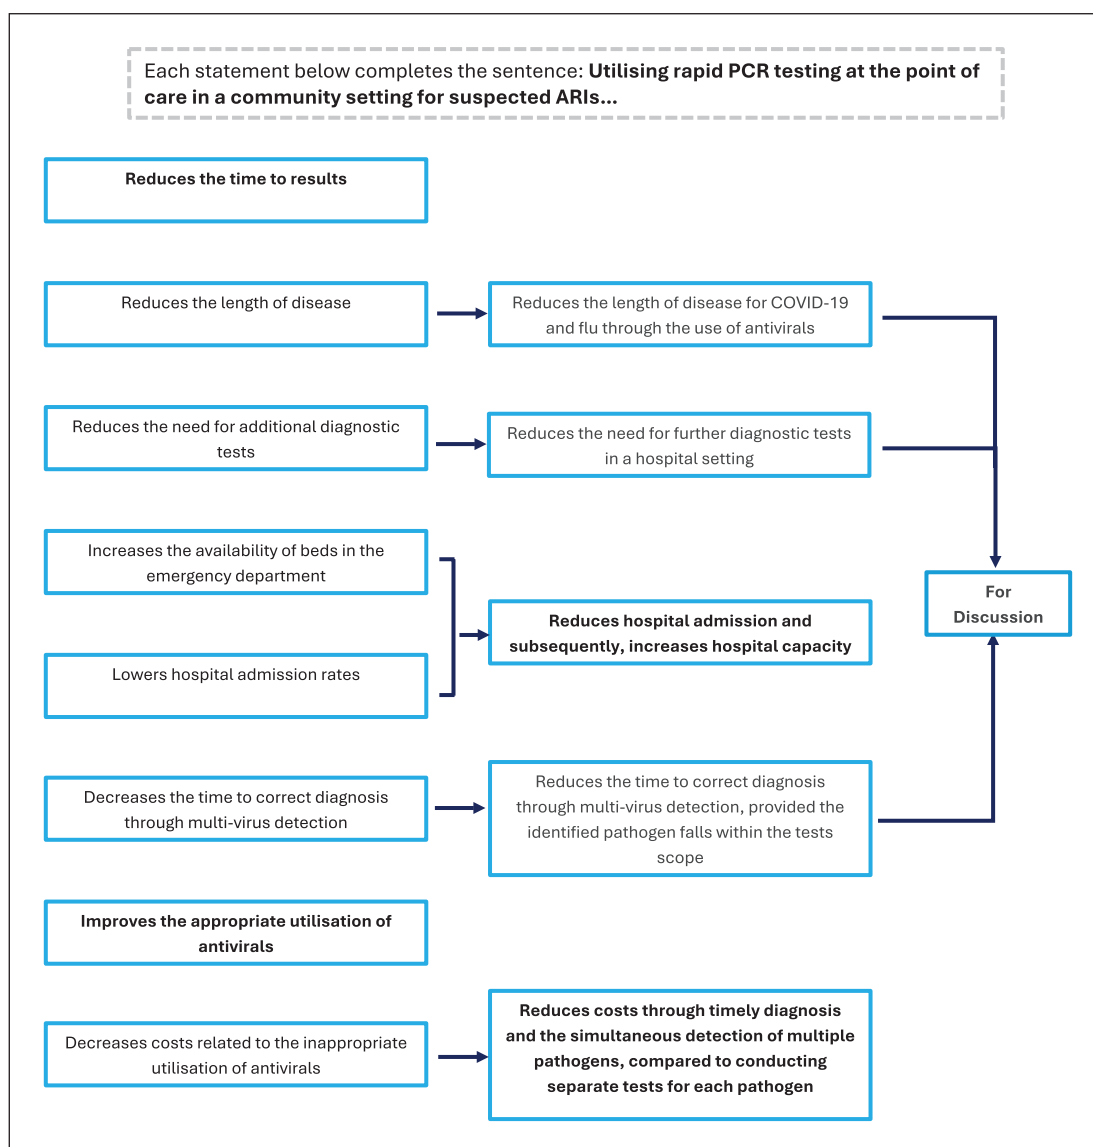 Each statement below completes the sentence: Utilising rapid PCR testing at the point of
care in a community setting for suspected ARIs...
Reduces the time to results
Reduces the length of disease
Reduces the length of disease for COVID-19
and flu through the use of antivirals
Reduces the need for additional diagnostic
tests
Reduces the need for further diagnostic tests
in a hospital setting
Increases the availability of beds in the
emergency department
Lowers hospital admission rates
Reduces hospital admission and
subsequently, increases hospital capacity
For
Discussion
Decreases the time to correct diagnosis
through multi-virus detection
Reduces the time to correct diagnosis
through multi-virus detection, provided the
identified pathogen falls within the tests
scope
Improves the appropriate utilisation of
antivirals
Decreases costs related to the inappropriate
utilisation of antivirals
Reduces costs through timely diagnosis
and the simultaneous detection of multiple
pathogens, compared to conducting
separate tests for each pathogen